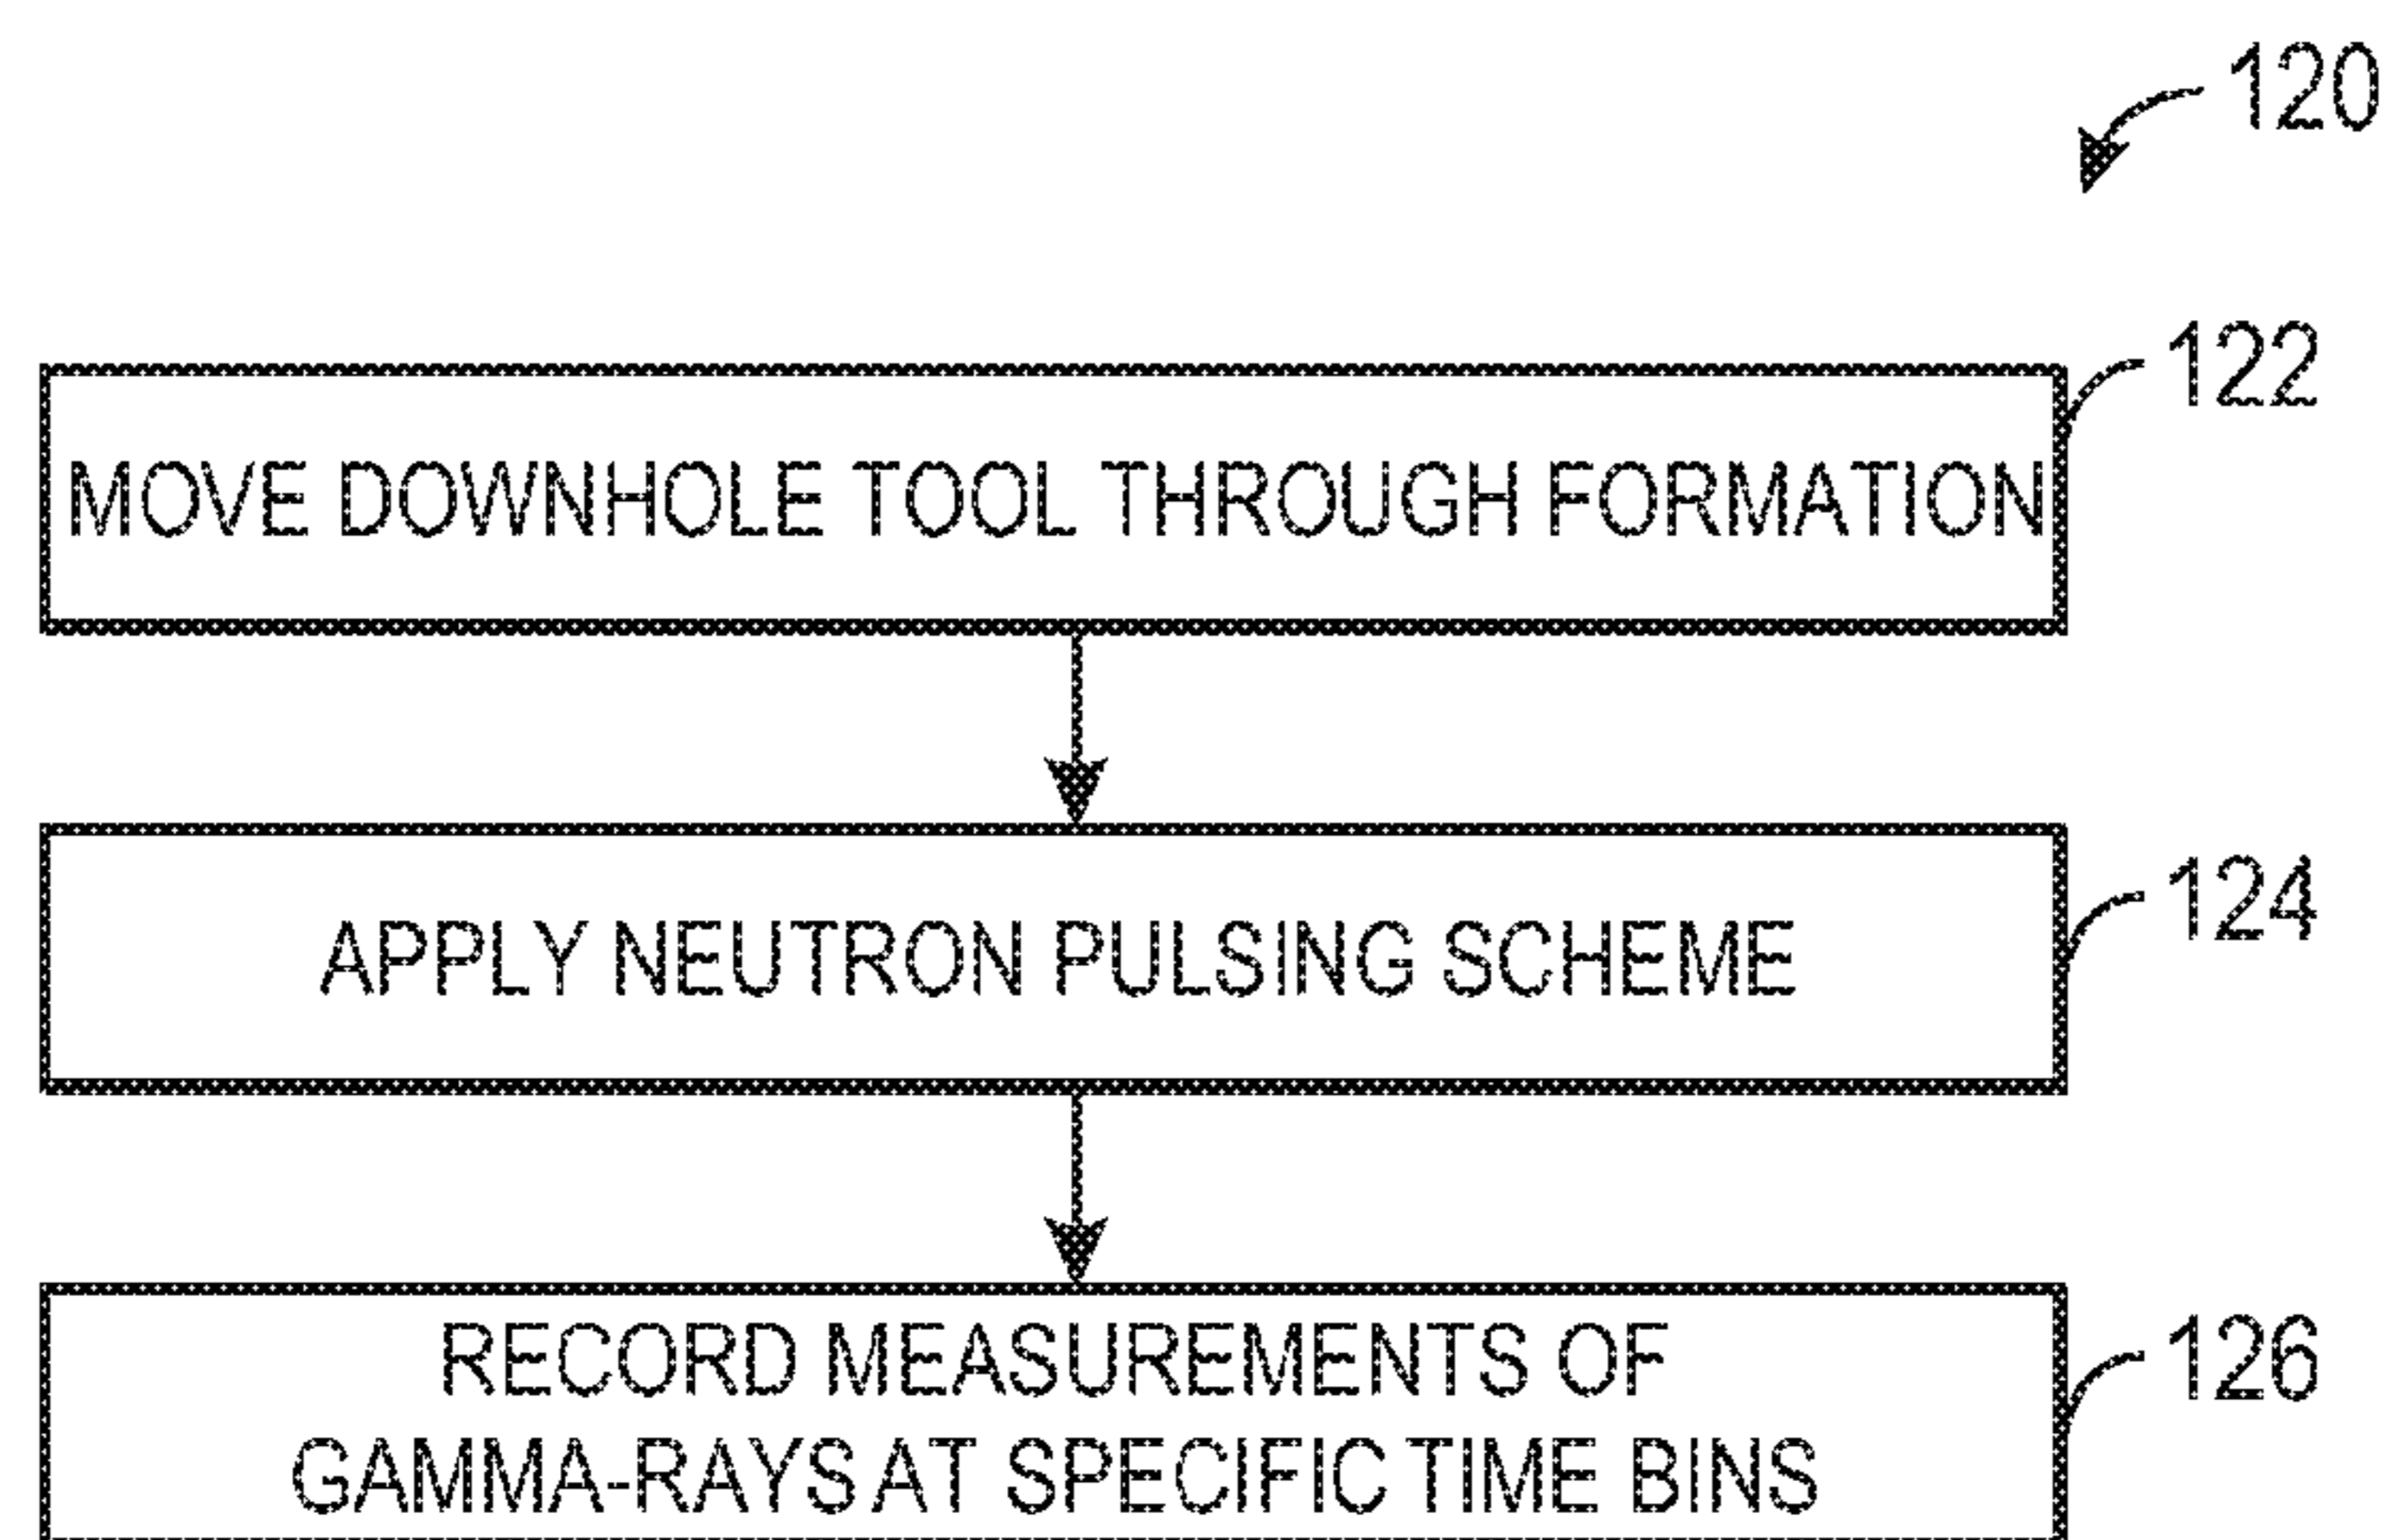 120
122
MOVE DOWNHOLE TOOL THROUGH FORMATION
124
APPLY NEUTRON PULSING SCHEME
126
RECORD MEASUREMENTS OF
GAMMA-RAYS AT SPECIFIC TIME BINS